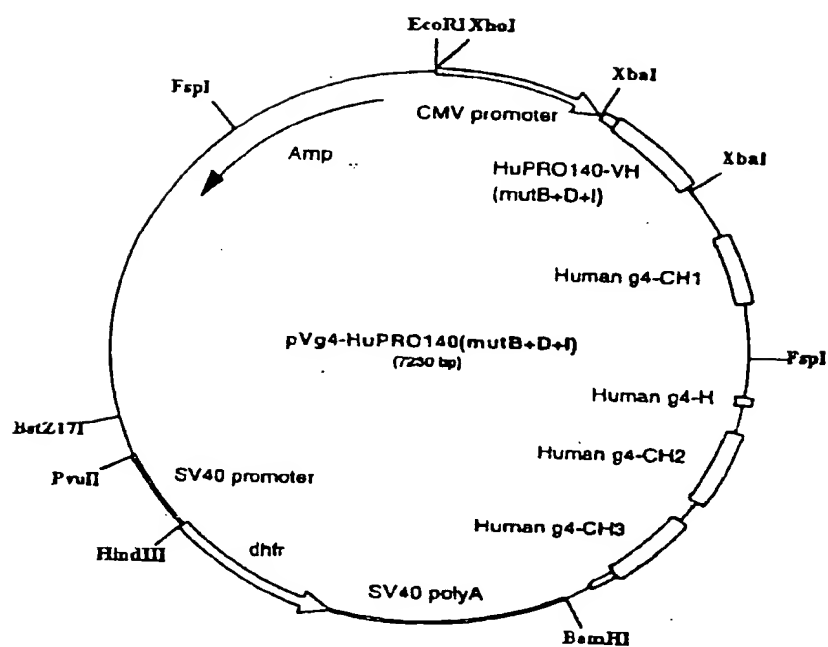 EcoRI XhoI
XbaI
FspI
CMV promoter
Amp
HuPRO140-VH
(mutB+D+I)
XbaI
Human g4-CH1
pVg4-HuPRO140(mutB+D+I)
(7230 bp)
FspI
Human g4-H
BstZ17I
Human g4-CH2
PvuII
SV40 promoter
Human g4-CH3
HindIII
dhfr
SV40 polyA
BamHI